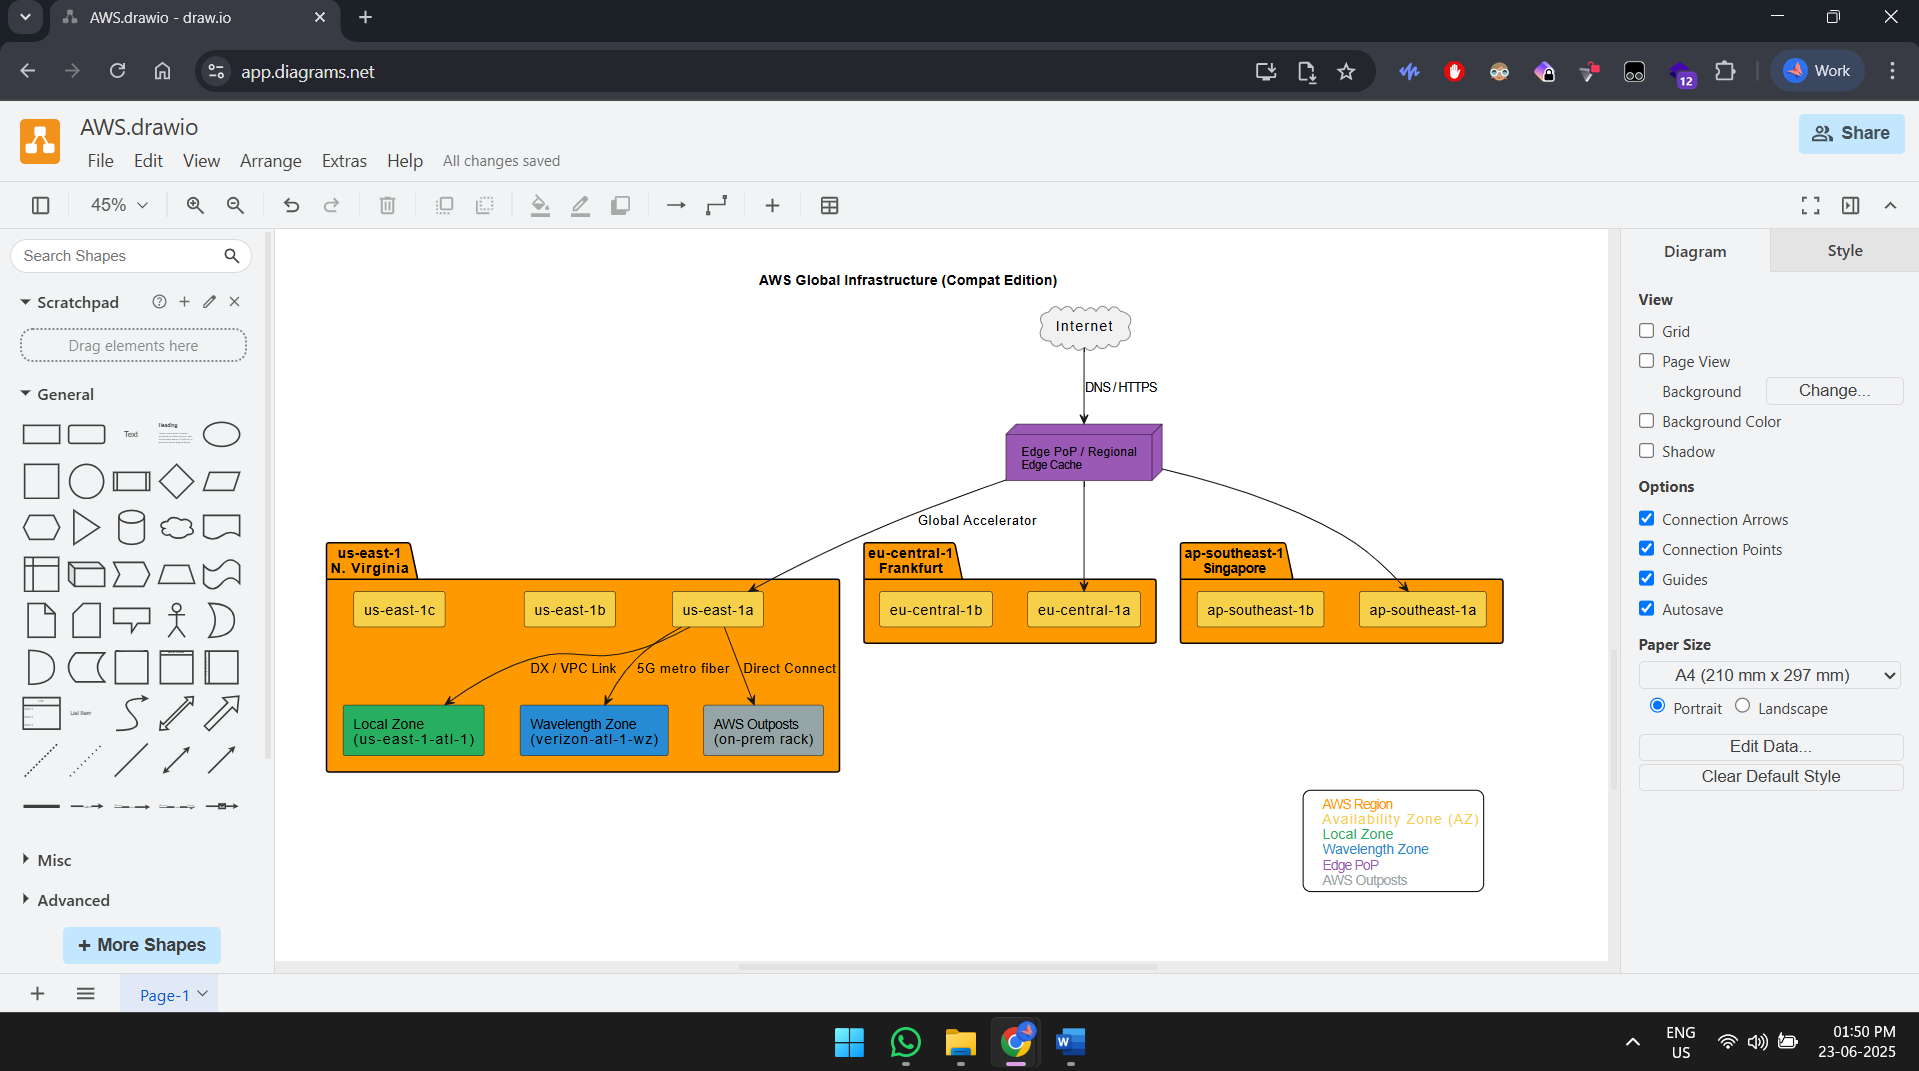 AWS.drawio - draw.io
app.diagrams.net
12
Work
AWS.drawio
File Edit View Arrange Extras Help All changes saved
Share
45%
Search Shapes
Scratchpad
Drag elements here
General
Text
Heading
List Item
Misc
Advanced
+ More Shapes
AWS Global Infrastructure (Compat Edition)
Internet
DNS / HTTPS
Edge PoP / Regional
Edge Cache
Global Accelerator
us-east-1
N. Virginia
us-east-1c
us-east-1b
us-east-1a
DX / VPC Link
5G metro fiber
Direct Connect
Local Zone
(us-east-1-atl-1)
Wavelength Zone
(verizon-atl-1-wz)
AWS Outposts
(on-prem rack)
eu-central-1
Frankfurt
eu-central-1b
eu-central-1a
ap-southeast-1
Singapore
ap-southeast-1b
ap-southeast-1a
AWS Region
Availability Zone (AZ)
Local Zone
Wavelength Zone
Edge PoP
AWS Outposts
Diagram
Style
View
Grid
Page View
Background
Change...
Background Color
Shadow
Options
Connection Arrows
Connection Points
Guides
Autosave
Paper Size
A4 (210 mm x 297 mm)
Portrait
Landscape
Edit Data...
Clear Default Style
Page-1
ENG
US
01:50 PM
23-06-2025